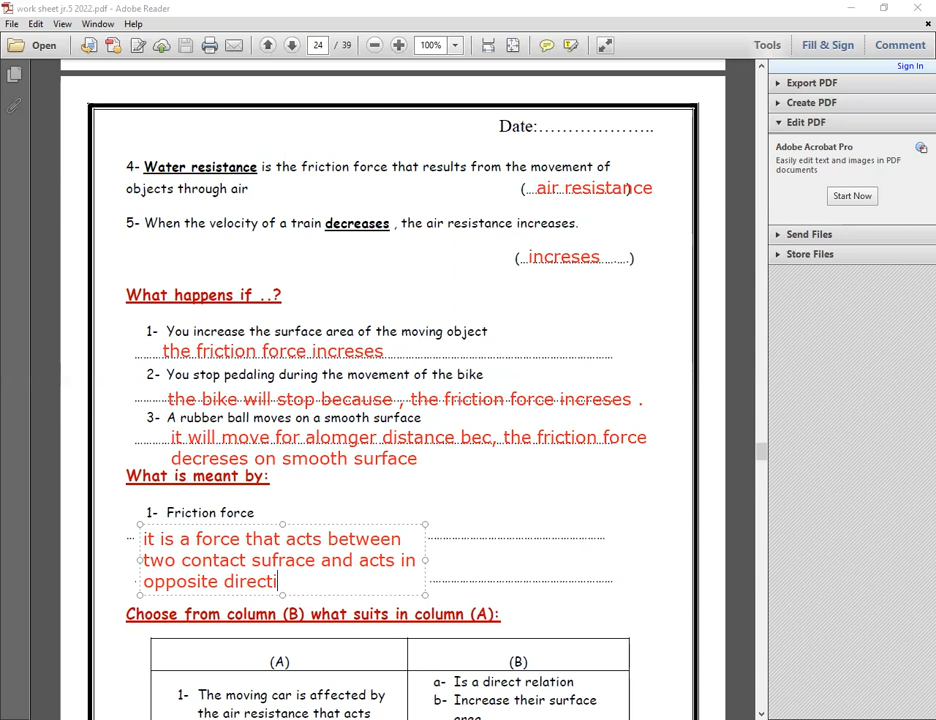 work sheet jr.5 2022.pdf - Adobe Reader
File Edit View Window Help
Open 24 / 39 100% Tools Fill & Sign Comment
Sign In
Export PDF
Create PDF
Edit PDF
Adobe Acrobat Pro
Easily edit text and images in PDF
documents
Start Now
Send Files
Store Files
Date:………………..
4- Water resistance is the friction force that results from the movement of
objects through air (....air resistance)
5- When the velocity of a train decreases , the air resistance increases.
(...increses.......)
What happens if ..?
1- You increase the surface area of the moving object
the friction force increses
2- You stop pedaling during the movement of the bike
the bike will stop because , the friction force increses .
3- A rubber ball moves on a smooth surface
it will move for alomger distance bec, the friction force
decreses on smooth surface
What is meant by:
1- Friction force
it is a force that acts between
two contact sufrace and acts in
opposite directi
Choose from column (B) what suits in column (A):
(A) (B)
1- The moving car is affected by
the air resistance that acts
a- Is a direct relation
b- Increase their surface
area